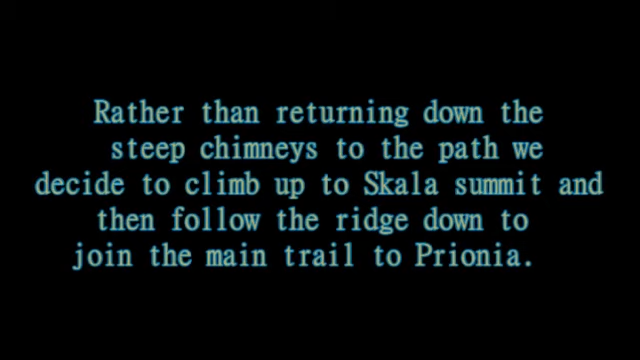 Rather than returning down the
steep chimneys to the path we
decide to climb up to Skala summit and
then follow the ridge down to
join the main trail to Prionia.